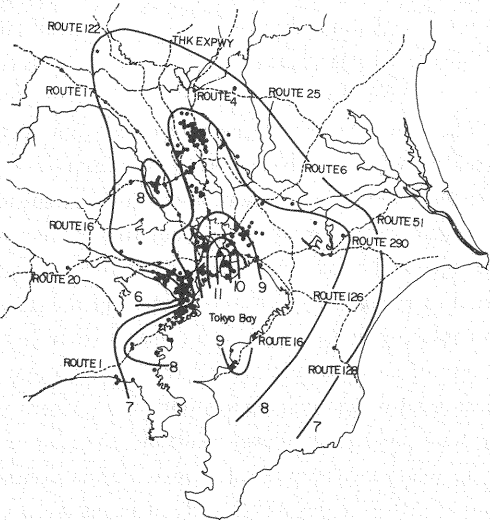 ROUTE 122
THK EXPWY
ROUTE 17
ROUTE 4
ROUTE 25
ROUTE 6
8
ROUTE 16
ROUTE 51
ROUTE 290
ROUTE 20
6
11
10
9
ROUTE 126
Tokyo Bay
ROUTE 16
9
ROUTE 1
8
ROUTE 128
7
8
7